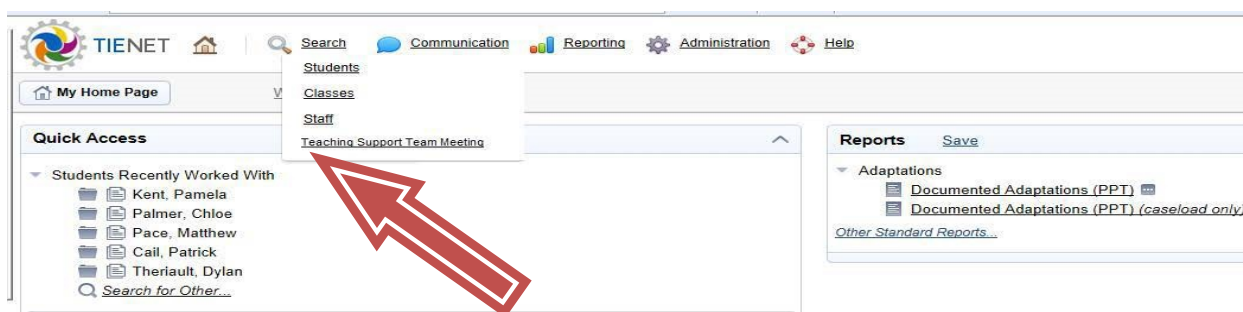 TIENET Search Communication Reporting Administration Help
Students
Classes
Staff
Teaching Support Team Meeting
My Home Page
Quick Access
Students Recently Worked With
Kent, Pamela
Palmer, Chloe
Pace, Matthew
Cail, Patrick
Theriault, Dylan
Search for Other...
Reports Save
Adaptations
Documented Adaptations (PPT)
Documented Adaptations (PPT) (caseload only)
Other Standard Reports...